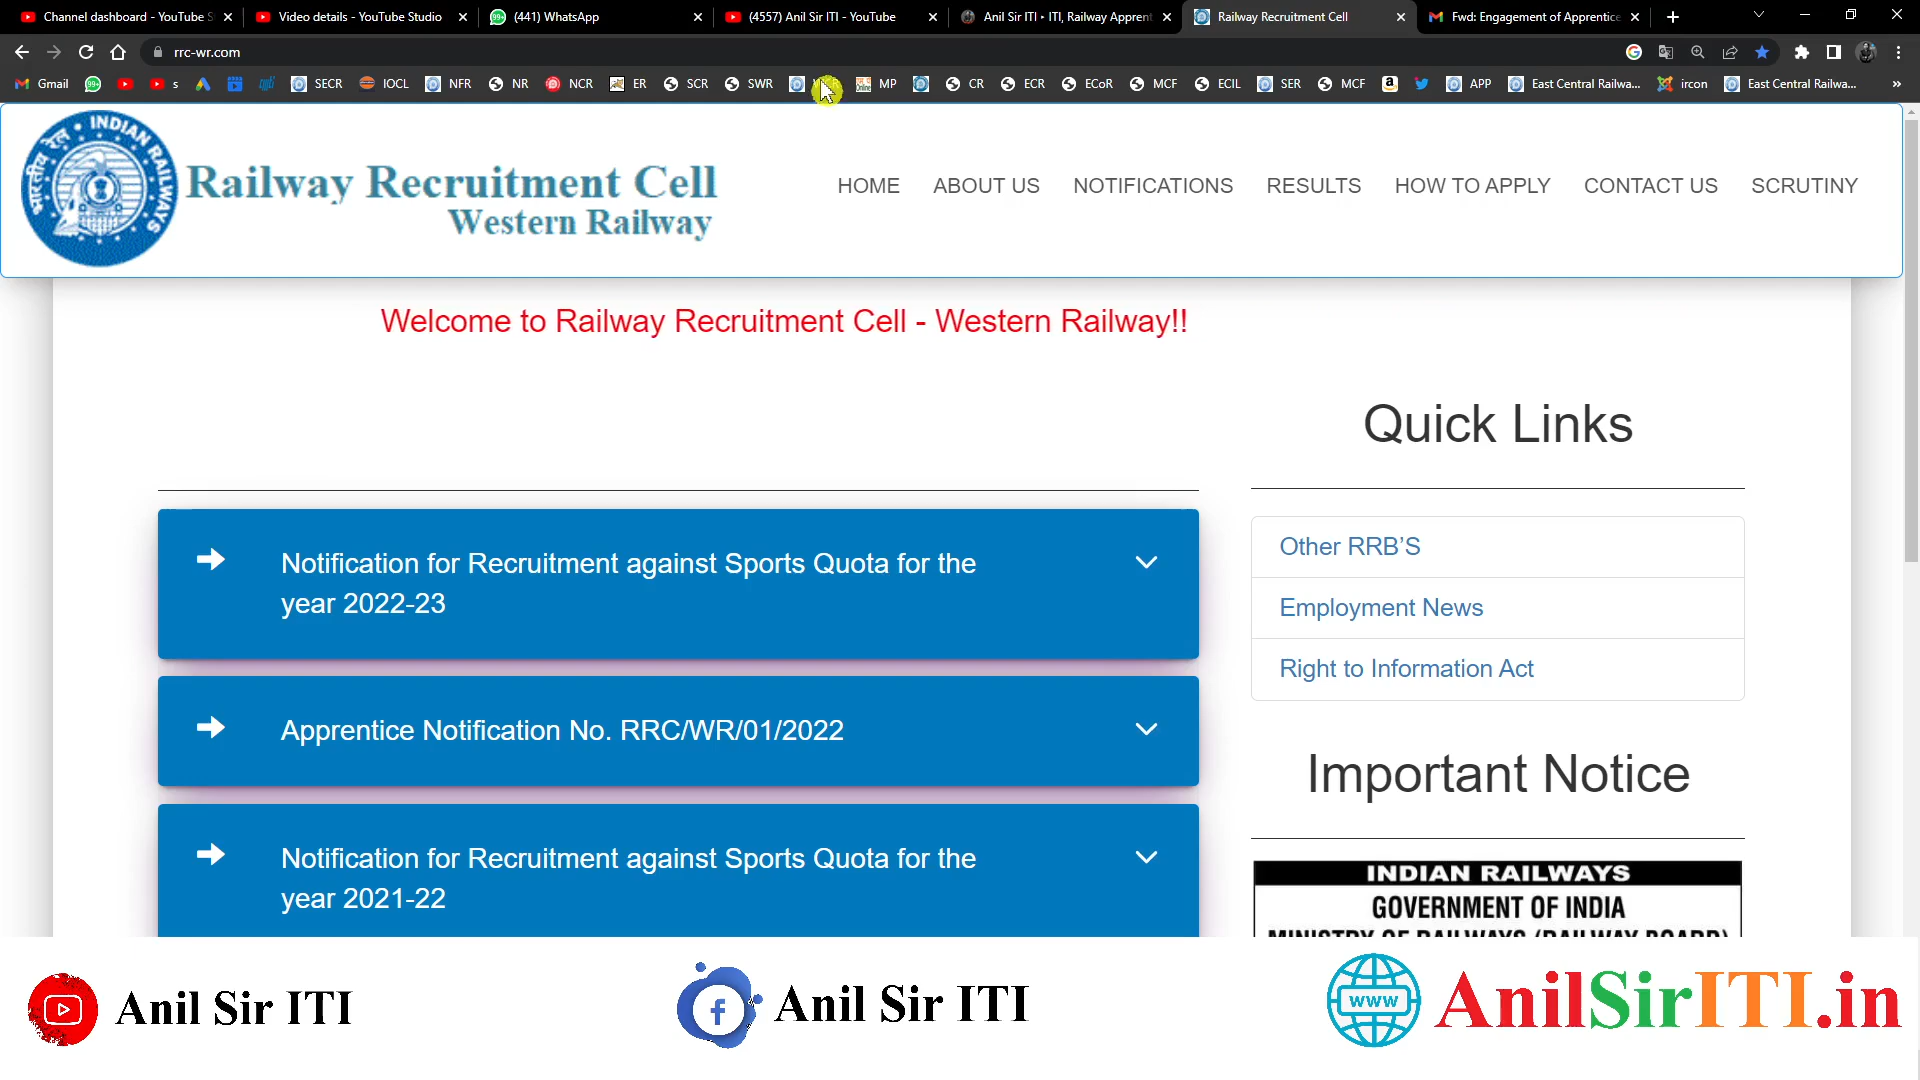 Channel dashboard - YouTube S
Video details - YouTube Studio
(441) WhatsApp
(4557) Anil Sir ITI - YouTube
Anil Sir ITI • ITI, Railway Apprent
Railway Recruitment Cell
Fwd: Engagement of Apprentice
rrc-wr.com
Gmail
s
SECR
IOCL
NFR
NR
NCR
ER
SCR
SWR
MP
CR
ECR
ECoR
MCF
ECIL
SER
MCF
APP
East Central Railwa...
ircon
East Central Railwa...
INDIAN RAILWAYS
भारतीय रेल
Railway Recruitment Cell
Western Railway
HOME ABOUT US NOTIFICATIONS RESULTS HOW TO APPLY CONTACT US SCRUTINY
Welcome to Railway Recruitment Cell - Western Railway!!
Notification for Recruitment against Sports Quota for the
year 2022-23
Apprentice Notification No. RRC/WR/01/2022
Notification for Recruitment against Sports Quota for the
year 2021-22
Quick Links
Other RRB'S
Employment News
Right to Information Act
Important Notice
INDIAN RAILWAYS
GOVERNMENT OF INDIA
MINISTRY OF RAILWAYS (RAILWAY BOARD)
Anil Sir ITI
f
Anil Sir ITI
www
AnilSirITI.in